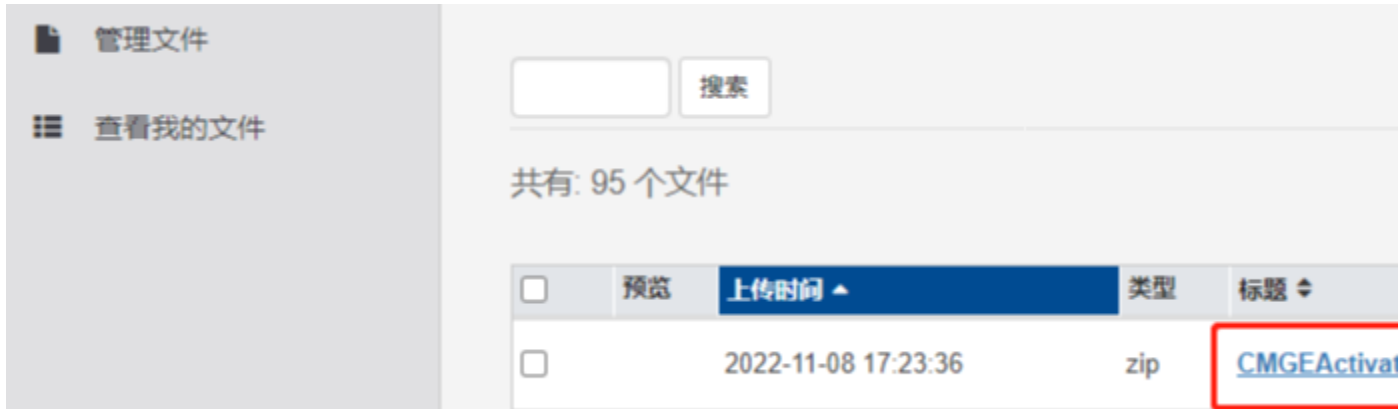 管理文件
查看我的文件
搜索
共有: 95 个文件
预览 上传时间 类型 标题
2022-11-08 17:23:36 zip CMGEActivat